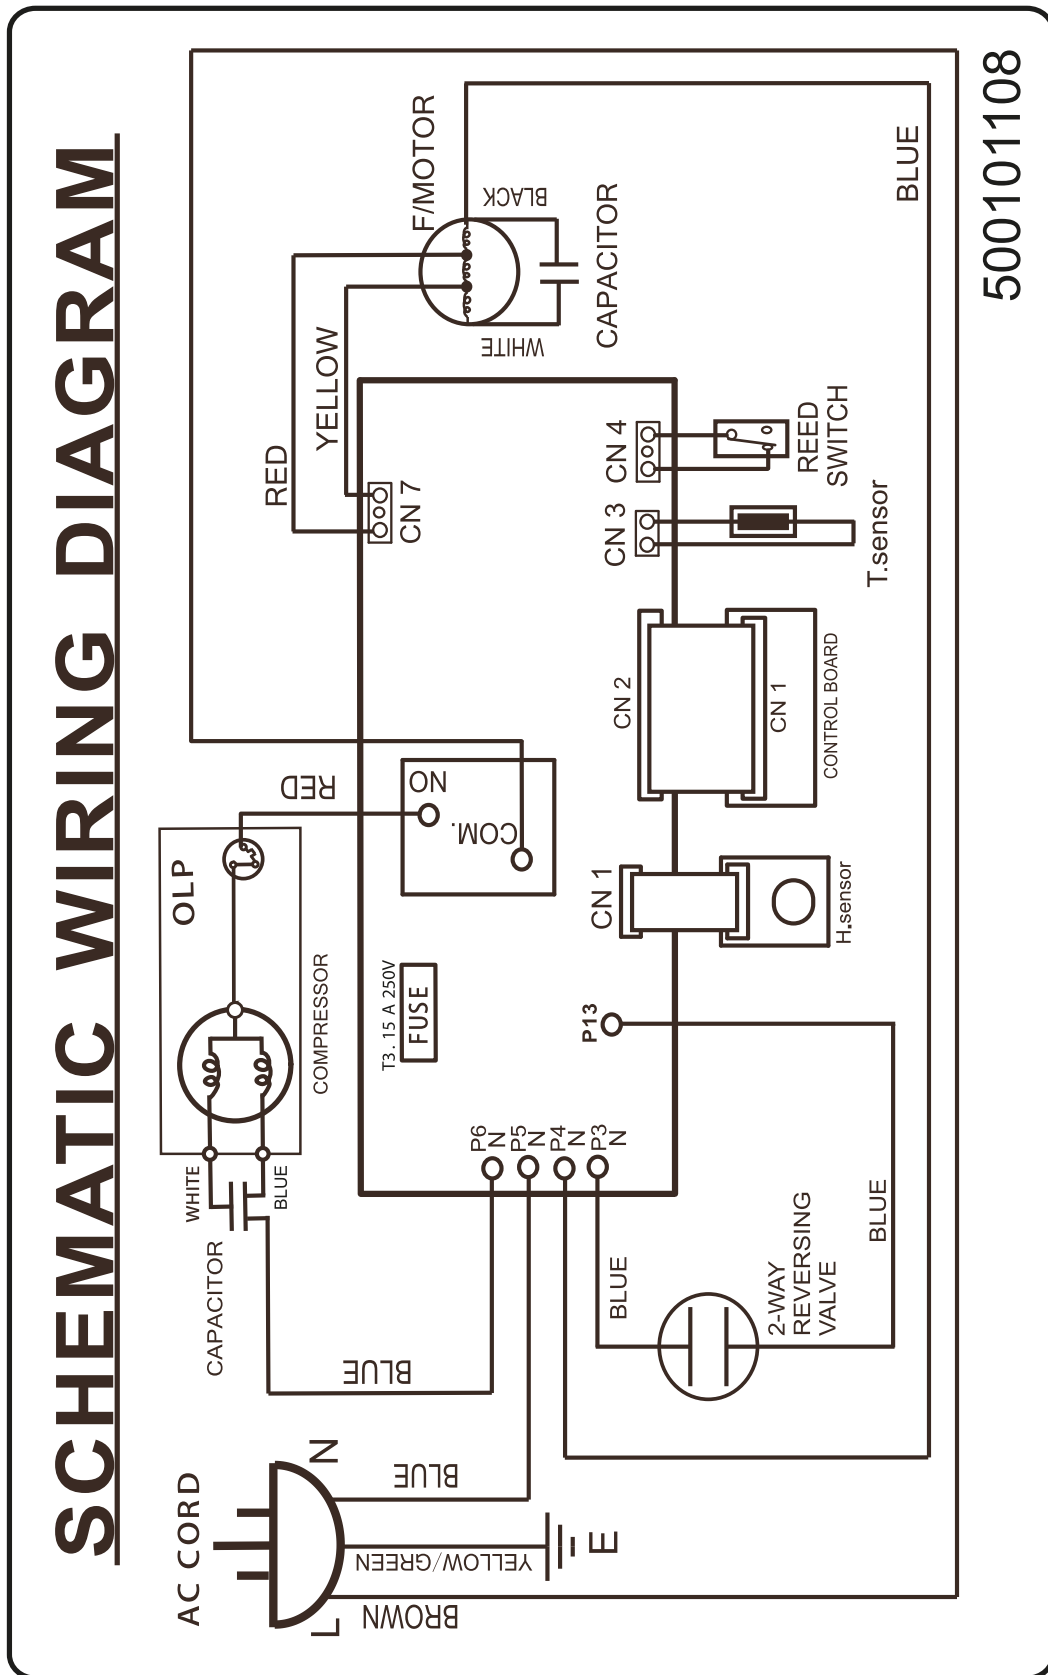 SCHEMATIC WIRING DIAGRAM
AC CORD
L
N
E
BROWN
YELLOW/GREEN
BLUE
BLUE
CAPACITOR
WHITE
BLUE
COMPRESSOR
OLP
RED
NO
COM.
T3. 15 A 250V
FUSE
P6
N
P5
N
P4
N
P3
N
P13
BLUE
2-WAY
REVERSING
VALVE
BLUE
CN 1
H.sensor
CN 2
CN 1
CONTROL BOARD
CN 3
T.sensor
CN 4
REED
SWITCH
CN 7
RED
YELLOW
F/MOTOR
WHITE
BLACK
CAPACITOR
BLUE
500101108